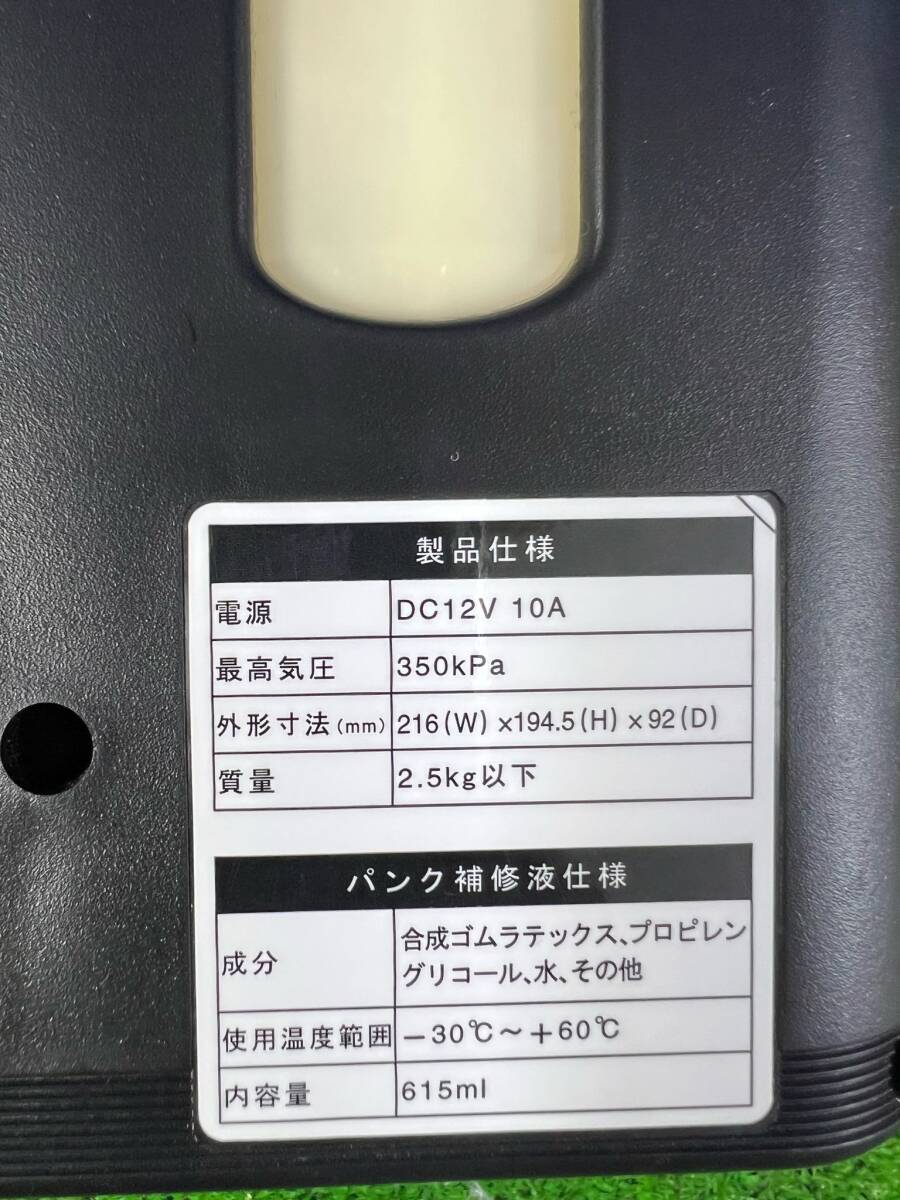 製品仕様
電源 DC12V 10A
最高気圧 350kPa
外形寸法(mm) 216(W)×194.5(H)×92(D)
質量 2.5kg以下
パンク補修液仕様
成分 合成ゴムラテックス、プロピレン
グリコール、水、その他
使用温度範囲 −30℃〜+60℃
内容量 615ml